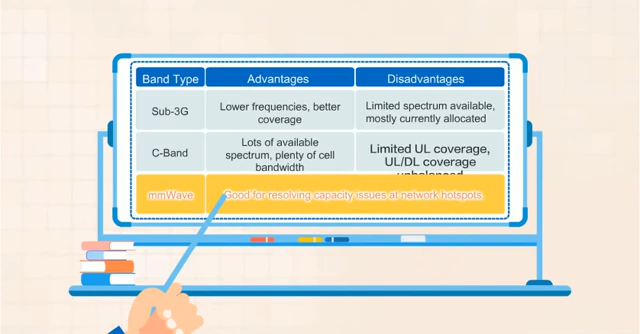 Band Type Advantages Disadvantages
Sub-3G
Lower frequencies, better
coverage
Limited spectrum available,
mostly currently allocated
C-Band
Lots of available
spectrum, plenty of cell
bandwidth
Limited UL coverage,
UL/DL coverage
unbalanced
mmWave
Good for resolving capacity issues at network hotspots